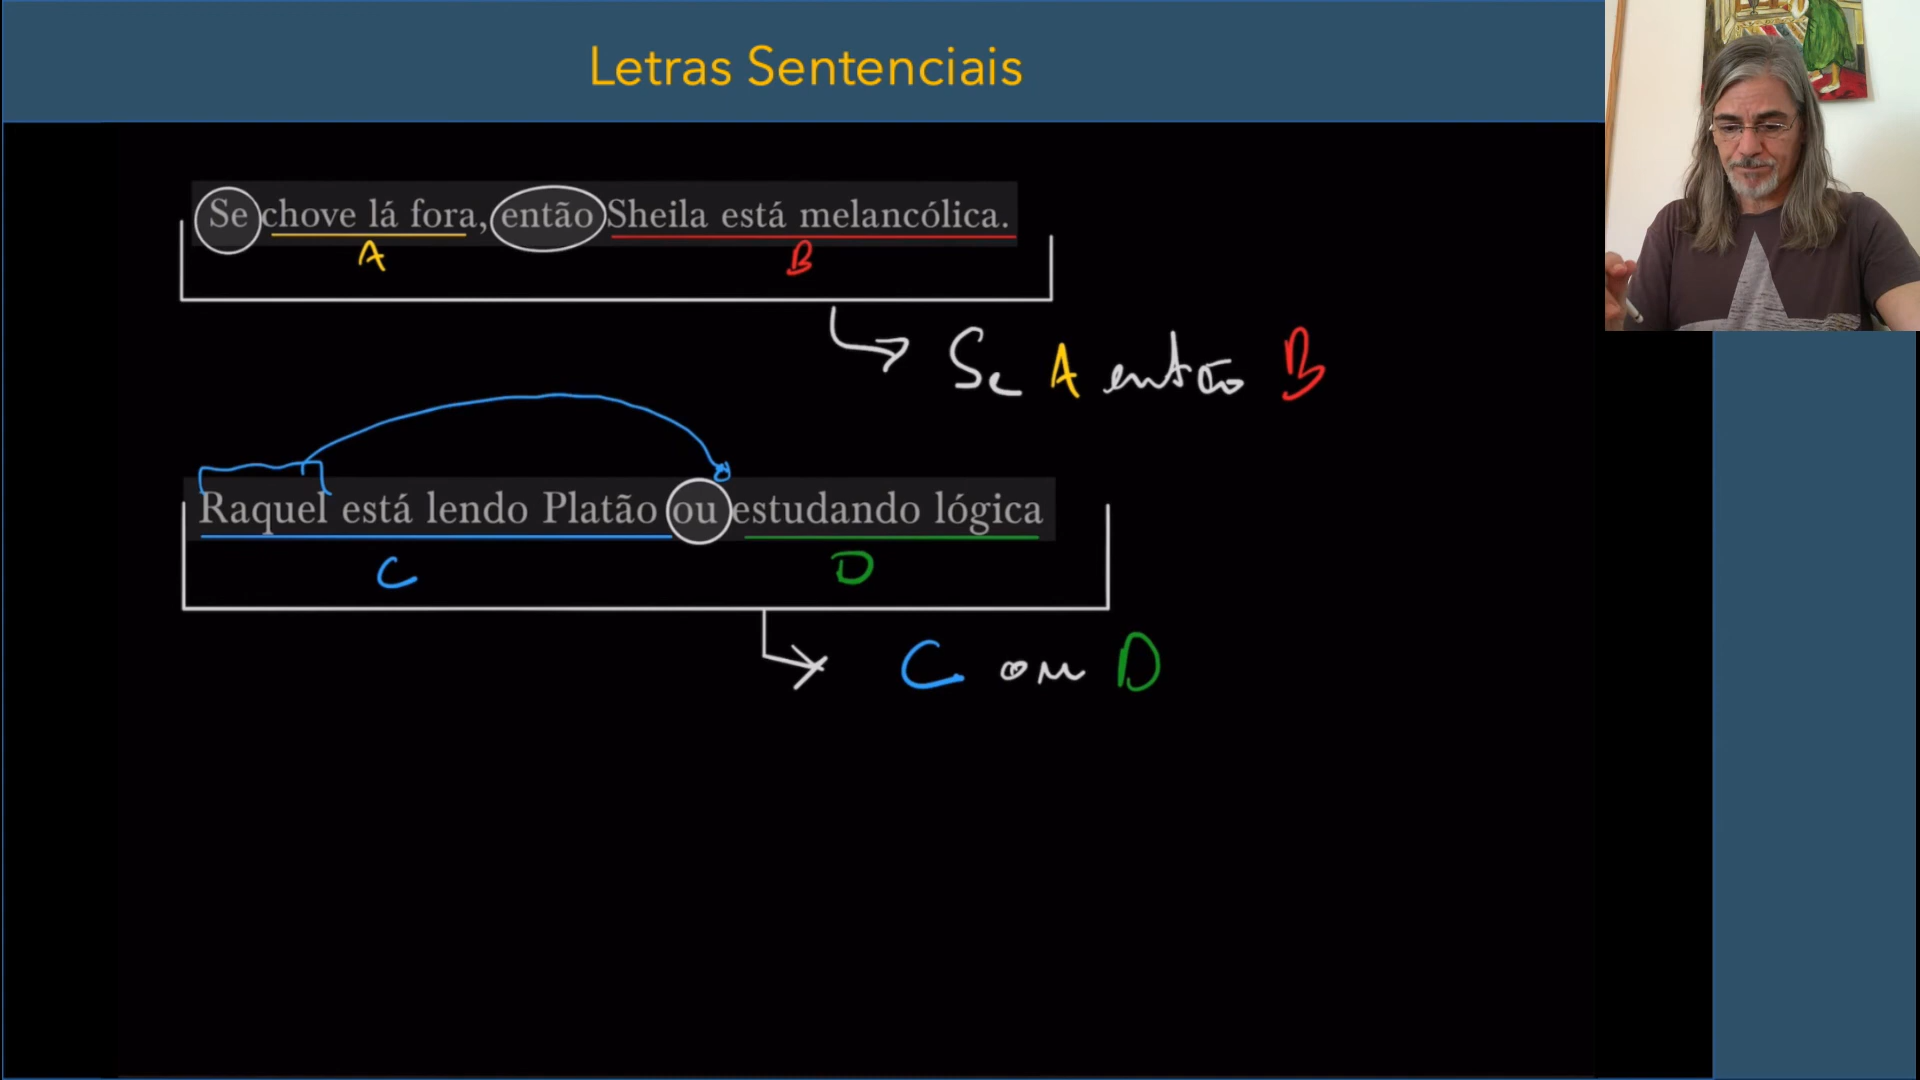 Letras Sentenciais
Se chove lá fora, então Sheila está melancólica.
A B
Se A então B
Raquel está lendo Platão ou estudando lógica
C D
C ou D